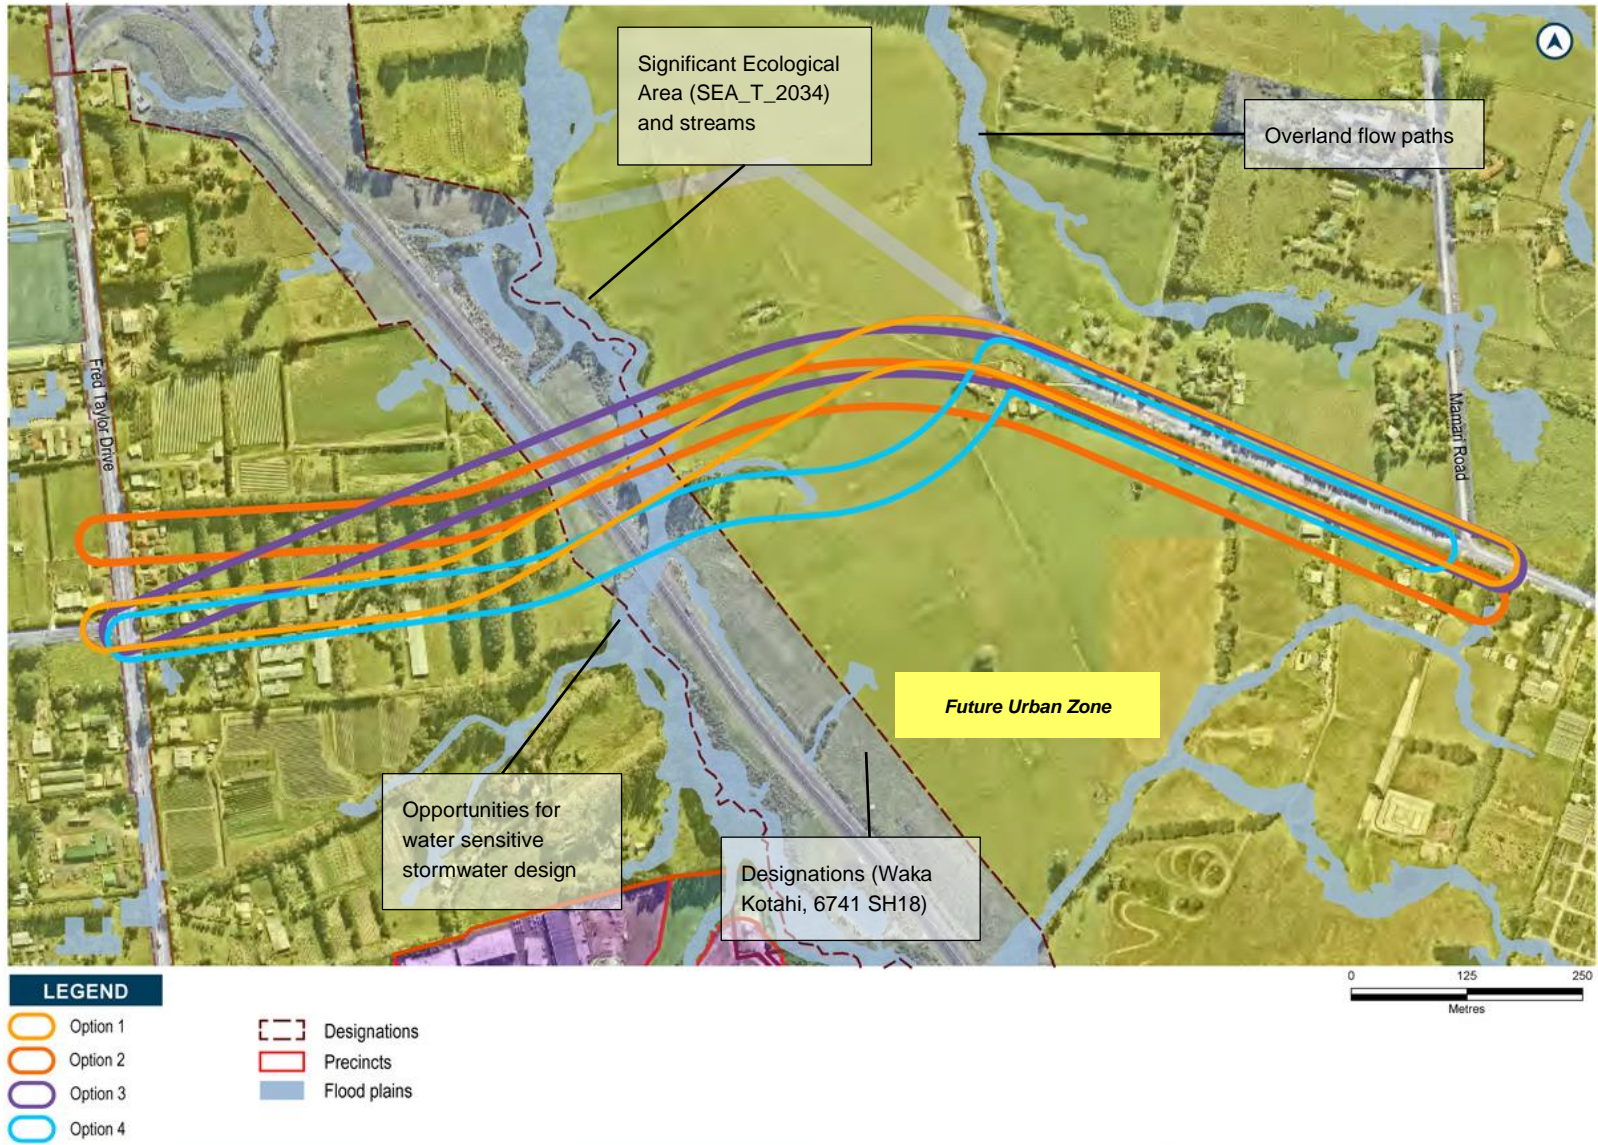 Significant Ecological
Area (SEA_T_2034)
and streams
Overland flow paths
Fred Taylor Drive
Mamari Road
Future Urban Zone
Opportunities for
water sensitive
stormwater design
Designations (Waka
Kotahi, 6741 SH18)
0 125 250
Metres
LEGEND
Option 1
Option 2
Option 3
Option 4
Designations
Precincts
Flood plains